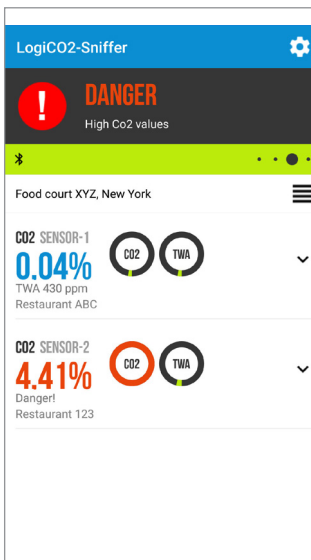 LogiCO2-Sniffer
!
DANGER
High Co2 values
Food court XYZ, New York
CO2 SENSOR-1
0.04%
CO2
TWA
TWA 430 ppm
Restaurant ABC
CO2 SENSOR-2
4.41%
CO2
TWA
Danger!
Restaurant 123